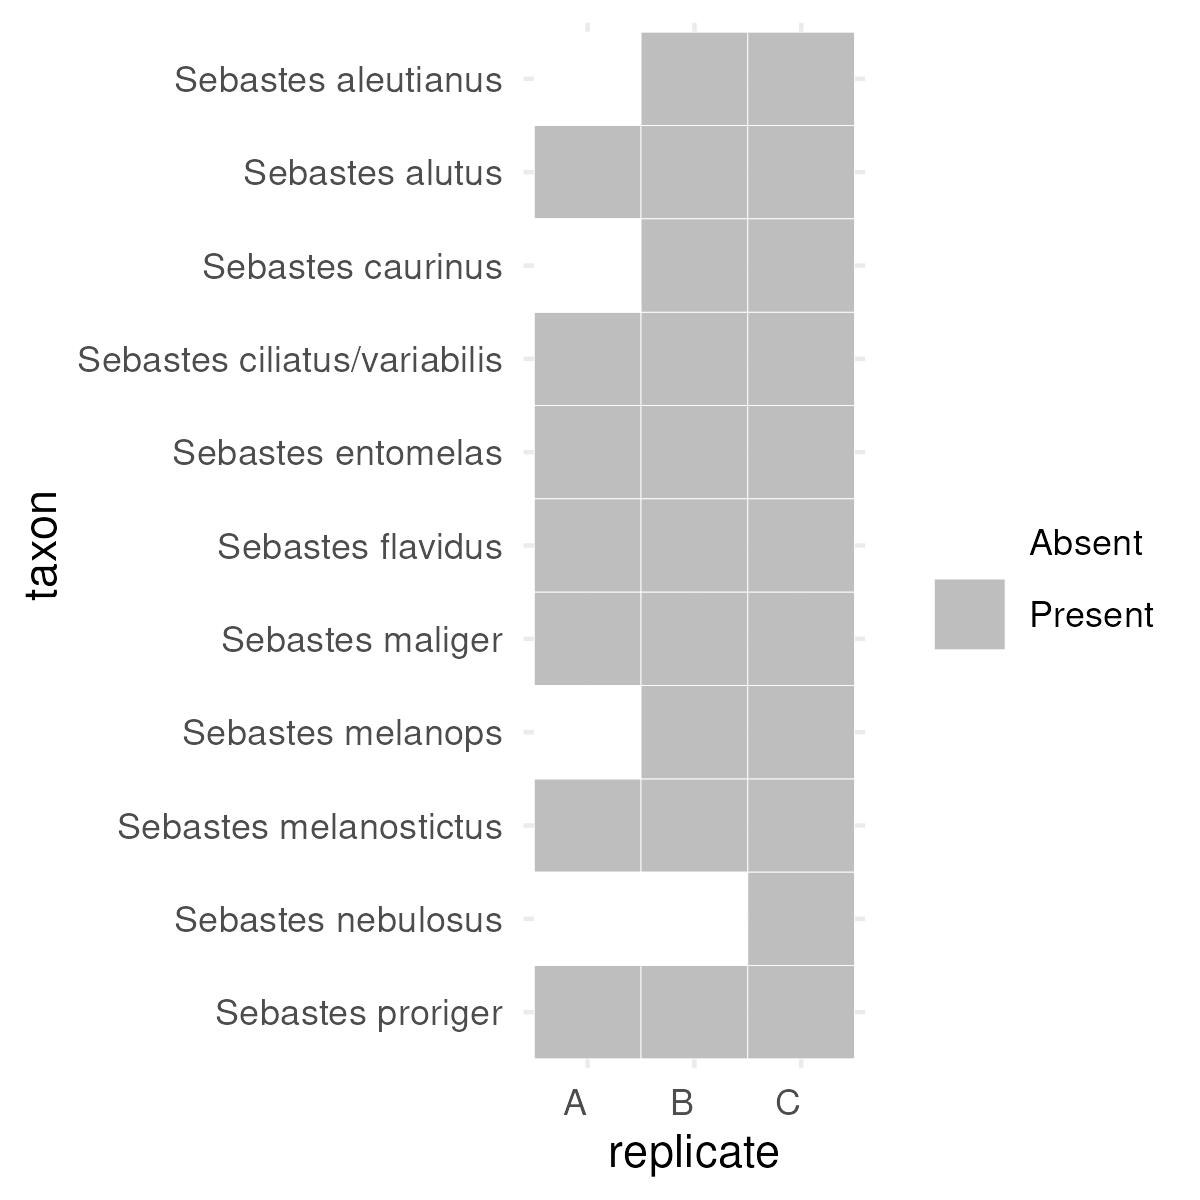 Sebastes aleutianus
Sebastes alutus
Sebastes caurinus
Sebastes ciliatus/variabilis
Sebastes entomelas
Sebastes flavidus
Sebastes maliger
Sebastes melanops
Sebastes melanostictus
Sebastes nebulosus
Sebastes proriger
taxon
A B C
replicate
Absent
Present